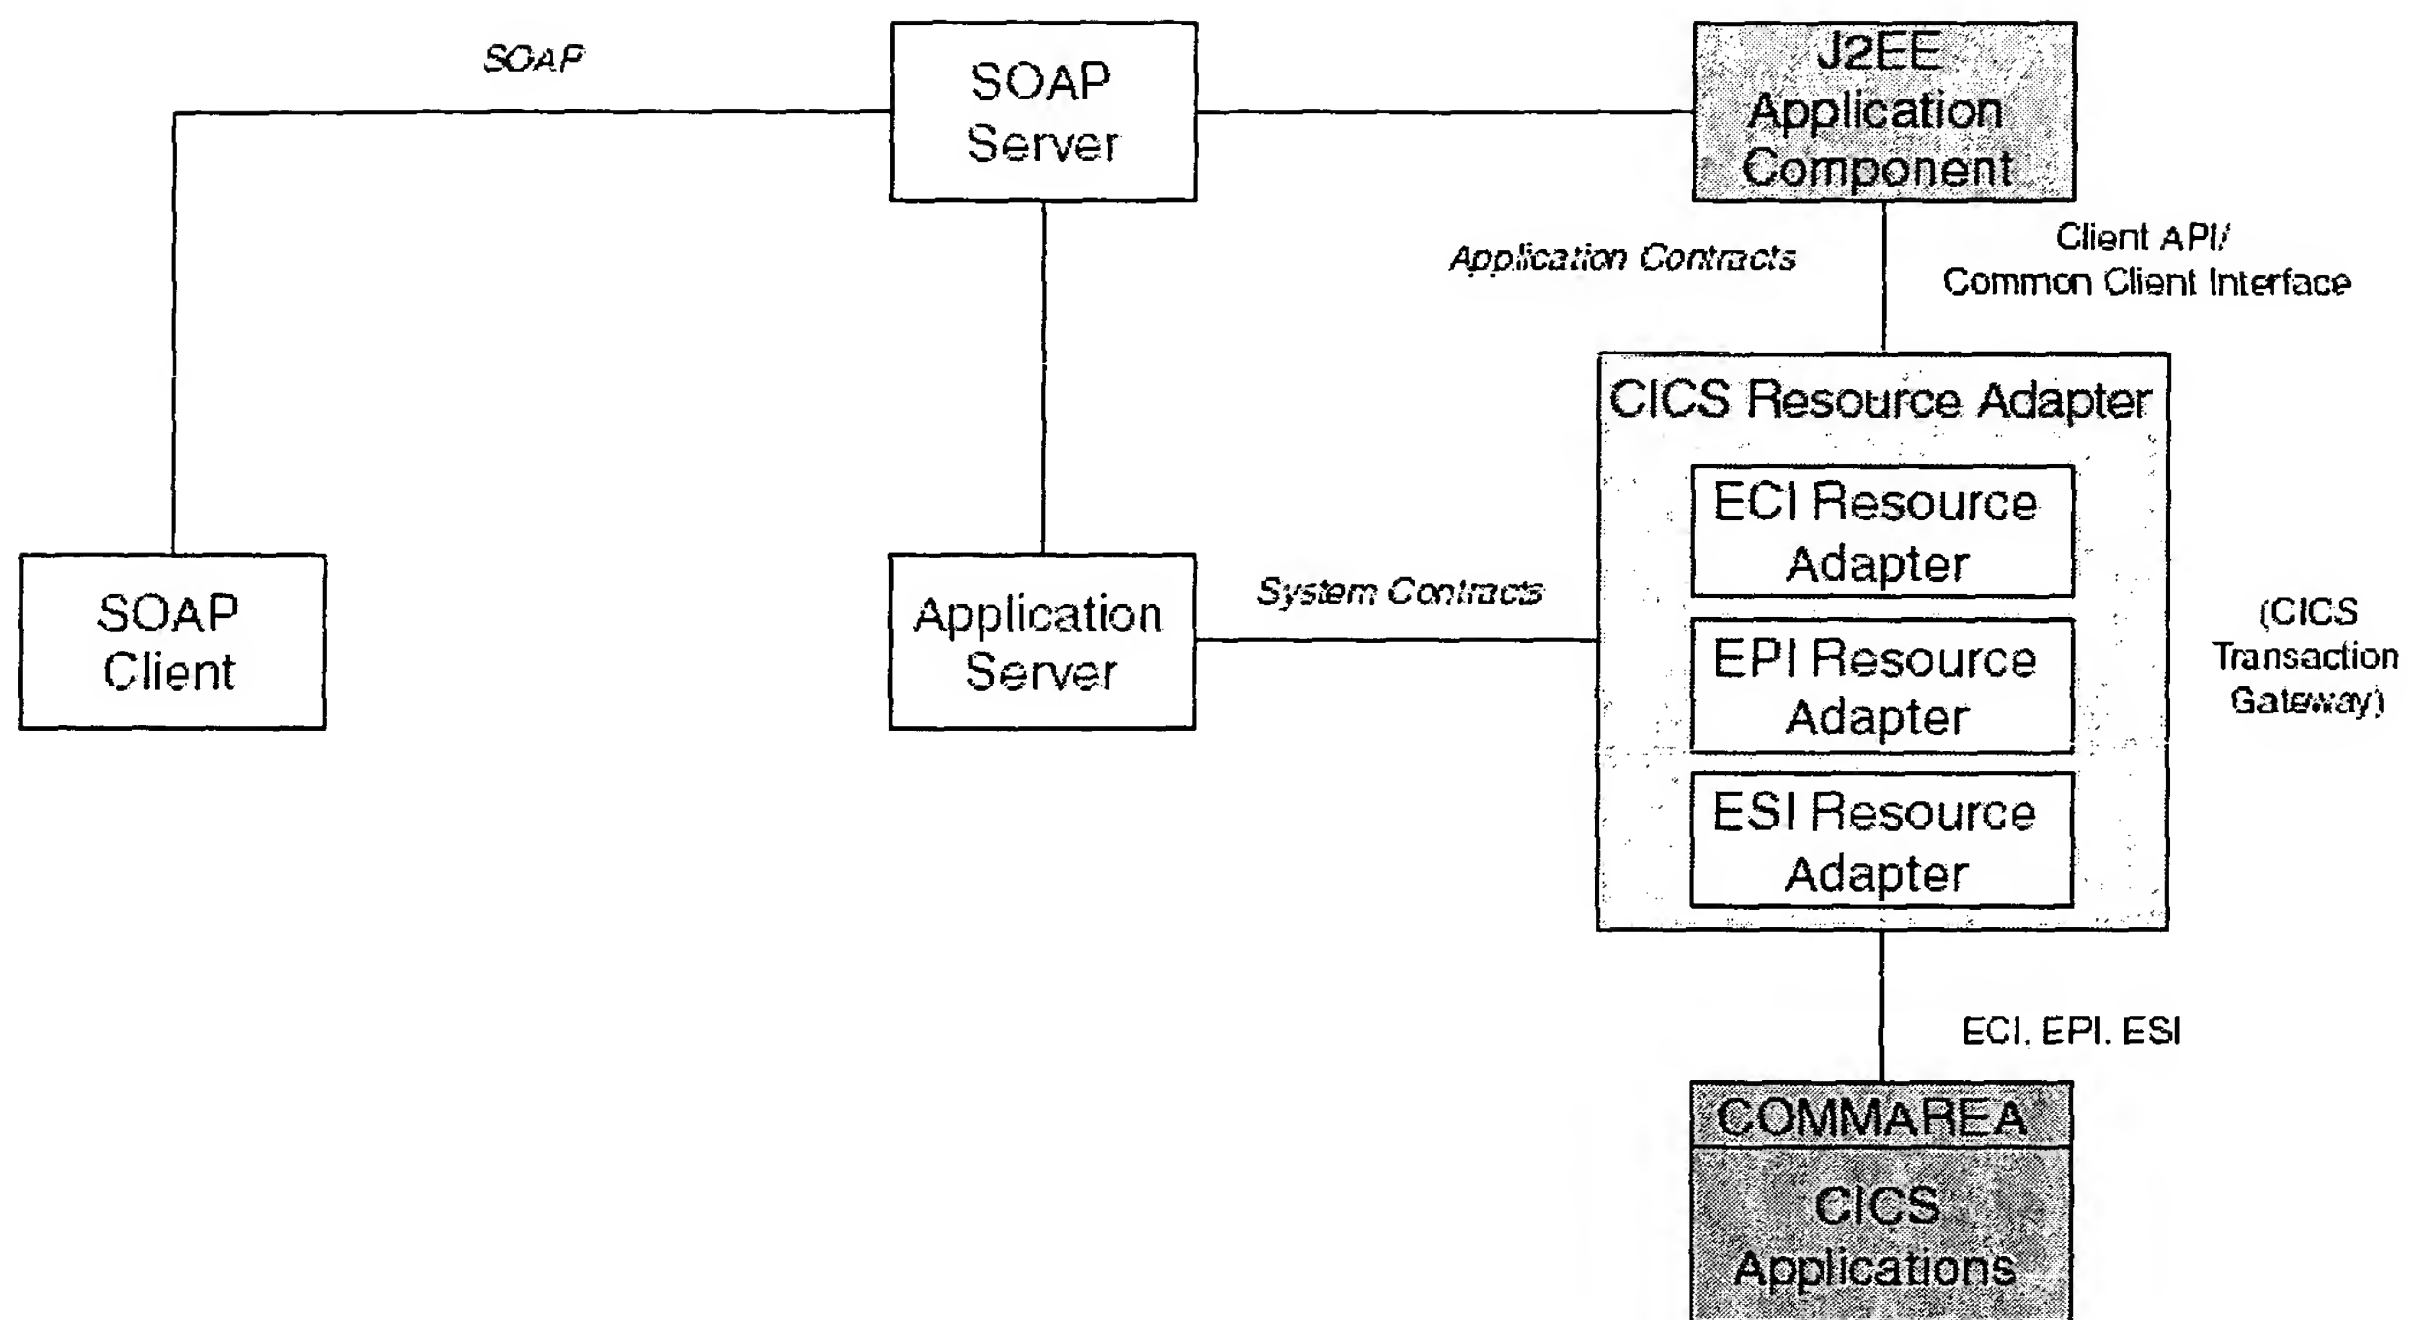 SOAP
SOAP
Server
J2EE
Application
Component
Application Contracts
Client API/
Common Client Interface
CICS Resource Adapter
ECI Resource
Adapter
SOAP
Client
Application
Server
System Contracts
EPI Resource
Adapter
(CICS
Transaction
Gateway)
ESI Resource
Adapter
ECI, EPI, ESI
COMMAREA
CICS
Applications